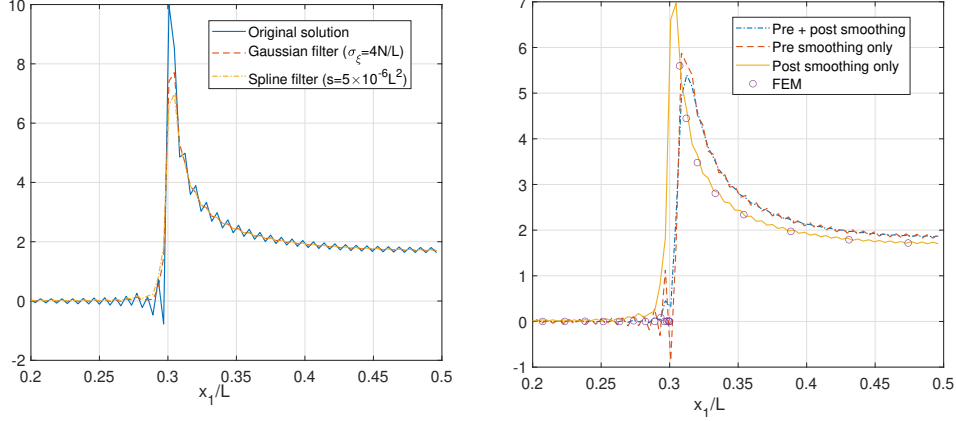 10
8
6
4
2
0
-2
0.2 0.25 0.3 0.35 0.4 0.45 0.5
x₁/L
Original solution
Gaussian filter (σ_ξ=4N/L)
Spline filter (s=5×10⁻⁶L²)
7
6
5
4
3
2
1
0
-1
0.2 0.25 0.3 0.35 0.4 0.45 0.5
x₁/L
Pre + post smoothing
Pre smoothing only
Post smoothing only
FEM